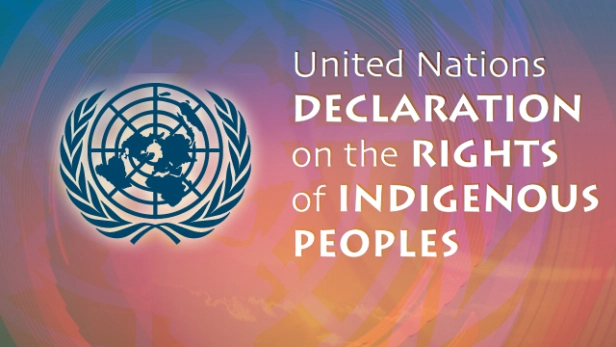 United Nations
DECLARATION
on the RIGHTS
of INDIGENOUS
PEOPLES